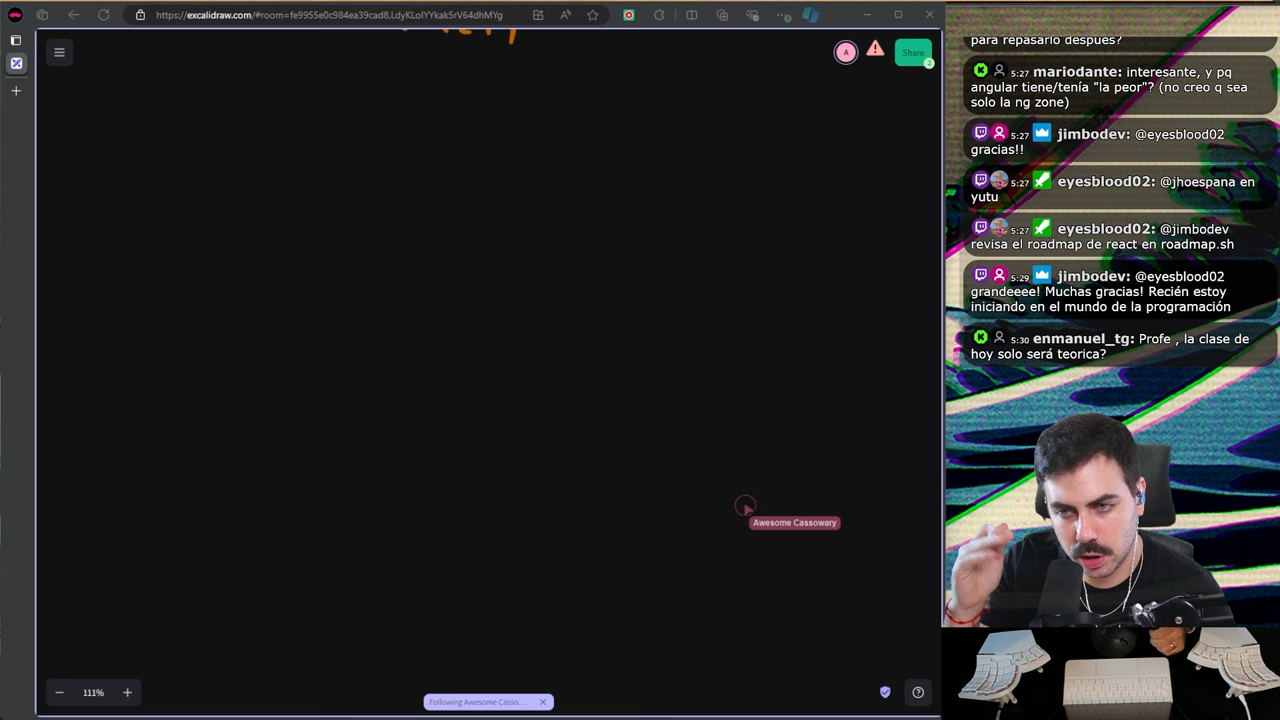 https://excalidraw.com/#room=fe9955e0c984ea39cad8,LdyKLolYYkak5rV64dhMYg
A
Share
2
Awesome Cassowary
111%
Following Awesome Casso...
para repasarlo despues?
5:27 mariodante: interesante, y pq
angular tiene/tenía "la peor"? (no creo q sea
solo la ng zone)
5:27 jimbodev: @eyesblood02
gracias!!
5:27 eyesblood02: @jhoespana en
yutu
5:27 eyesblood02: @jimbodev
revisa el roadmap de react en roadmap.sh
5:29 jimbodev: @eyesblood02
grandeeee! Muchas gracias! Recién estoy
iniciando en el mundo de la programación
5:30 enmanuel_tg: Profe , la clase de
hoy solo será teorica?